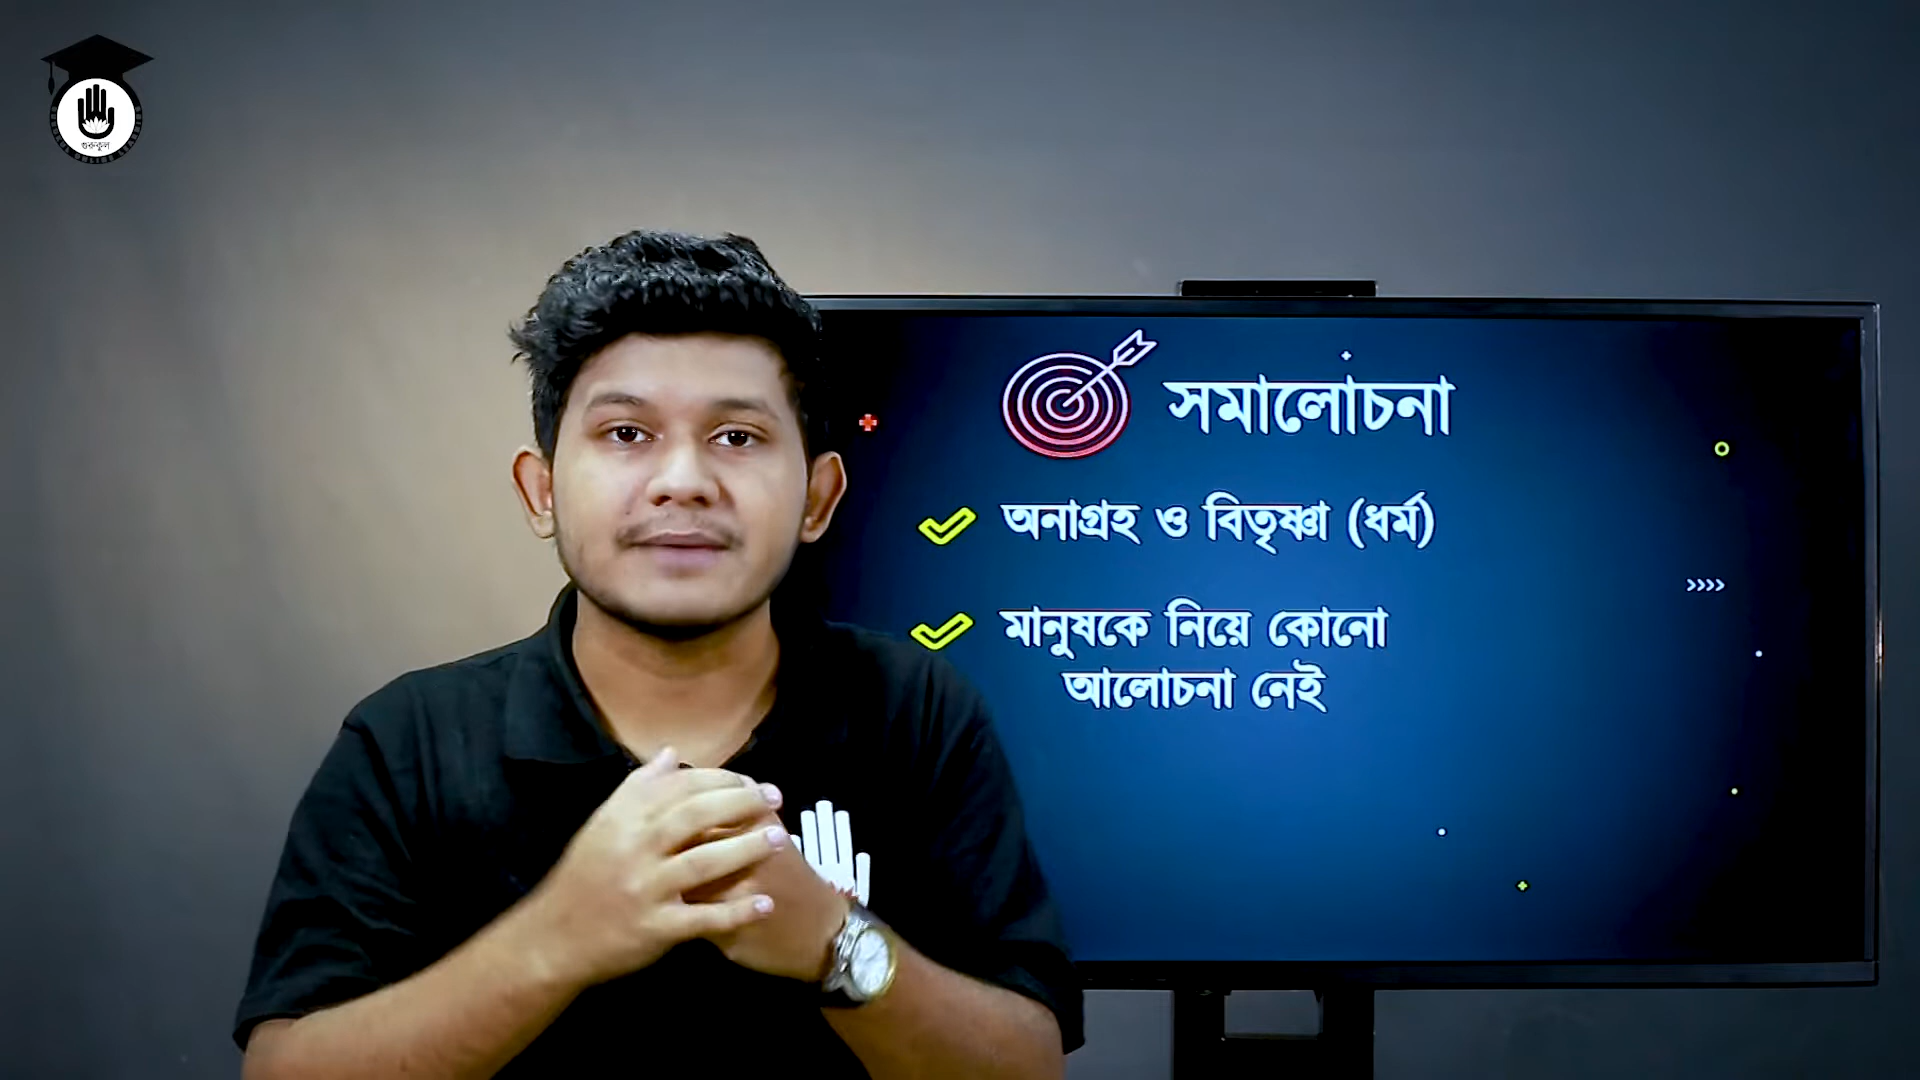 গুরুকুল
সমালোচনা
অনাগ্রহ ও বিতৃষ্ণা (ধর্ম)
মানুষকে নিয়ে কোনো
আলোচনা নেই